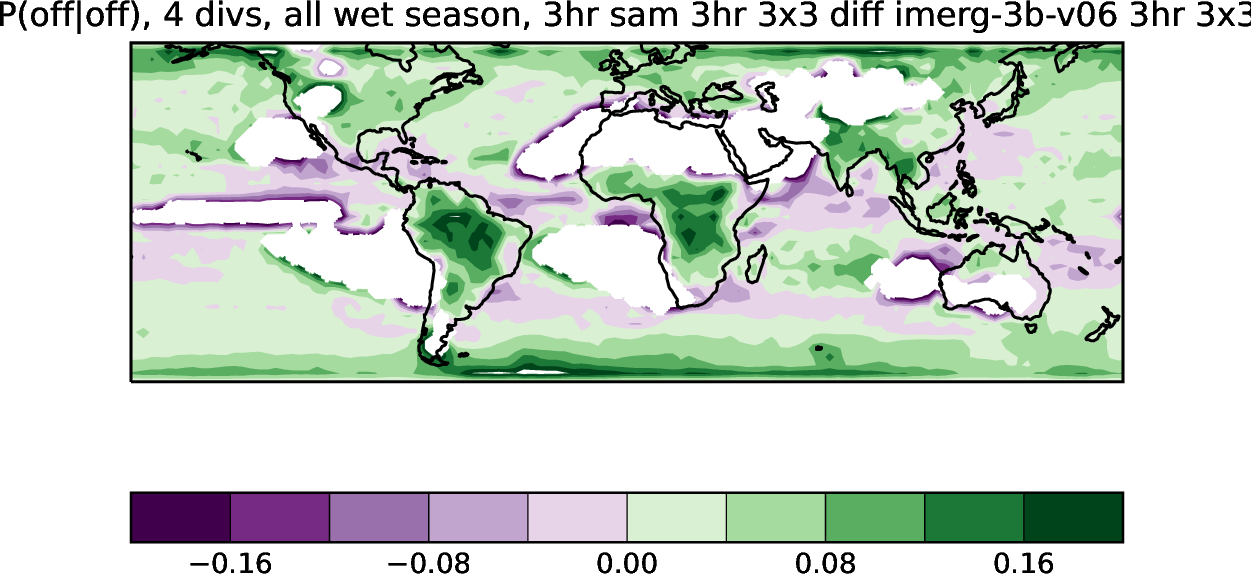 P(off|off), 4 divs, all wet season, 3hr sam 3hr 3x3 diff imerg-3b-v06 3hr 3x3
−0.16 −0.08 0.00 0.08 0.16